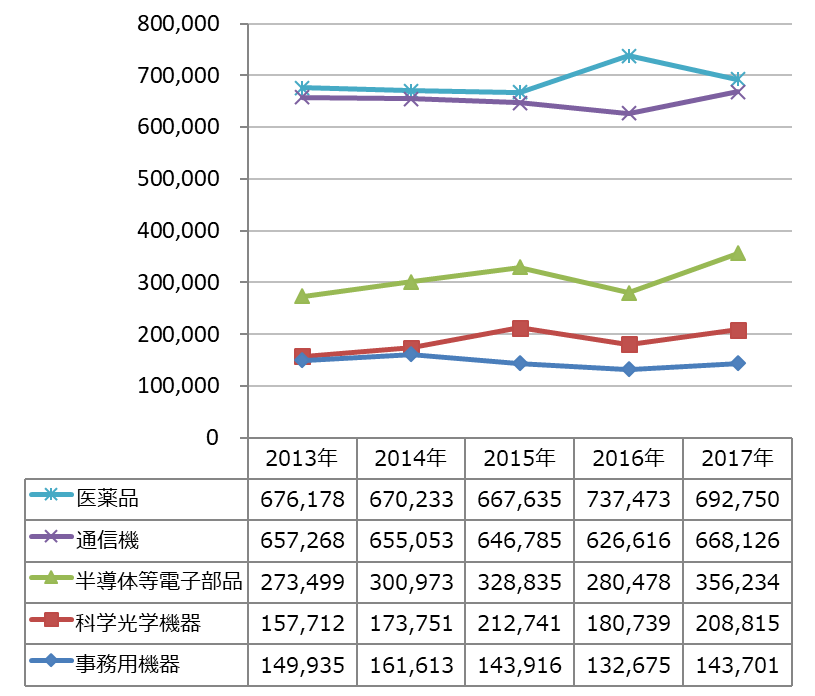 800,000
700,000
600,000
500,000
400,000
300,000
200,000
100,000
0
2013年 2014年 2015年 2016年 2017年
医薬品 676,178 670,233 667,635 737,473 692,750
通信機 657,268 655,053 646,785 626,616 668,126
半導体等電子部品 273,499 300,973 328,835 280,478 356,234
科学光学機器 157,712 173,751 212,741 180,739 208,815
事務用機器 149,935 161,613 143,916 132,675 143,701